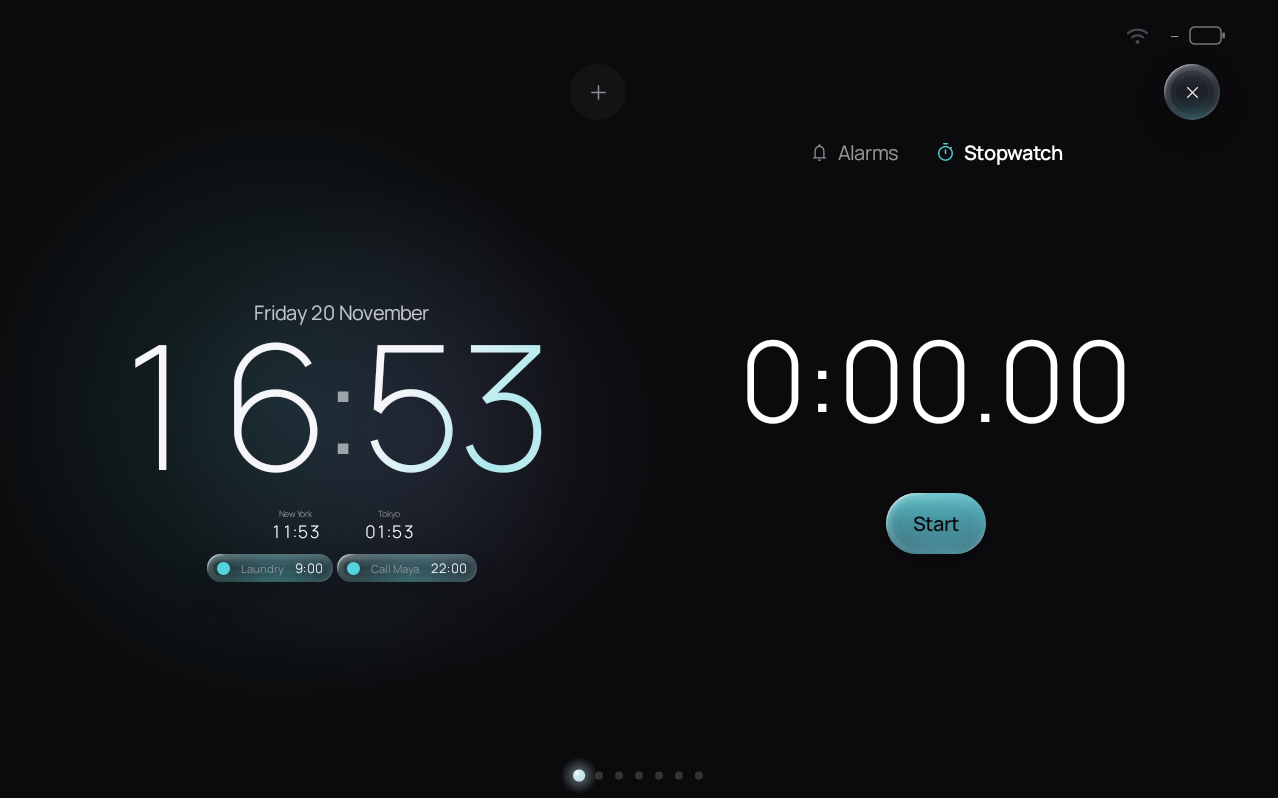 Alarms
Stopwatch
Friday 20 November
16:53
New York
11:53
Tokyo
01:53
Laundry 9:00
Call Maya 22:00
0:00.00
Start